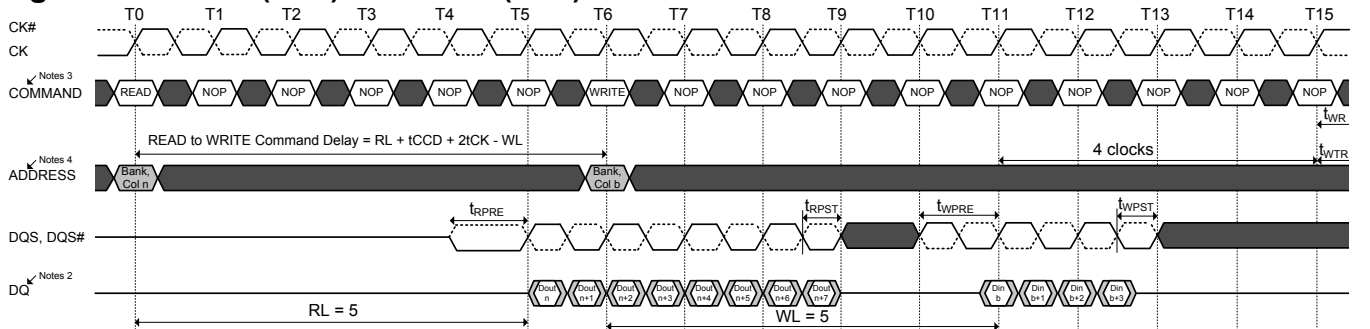 T0 T1 T2 T3 T4 T5 T6 T7 T8 T9 T10 T11 T12 T13 T14 T15
CK#
CK
Notes 3
COMMAND READ NOP NOP NOP NOP NOP WRITE NOP NOP NOP NOP NOP NOP NOP NOP NOP
tWR
READ to WRITE Command Delay = RL + tCCD + 2tCK - WL
4 clocks
tWTR
Notes 4
ADDRESS
Bank,
Col n
Bank,
Col b
tRPRE tRPST tWPRE tWPST
DQS, DQS#
Notes 2
DQ
Dout
n
Dout
n+1
Dout
n+2
Dout
n+3
Dout
n+4
Dout
n+5
Dout
n+6
Dout
n+7
Din
b
Din
b+1
Din
b+2
Din
b+3
RL = 5
WL = 5